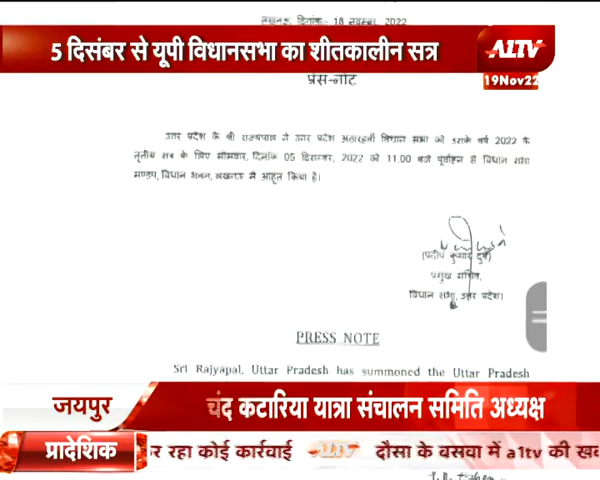 लखनऊ, दिनांक:- 18 नवम्बर, 2022
5 दिसंबर से यूपी विधानसभा का शीतकालीन सत्र
A1TV
19Nov22
प्रेस-नोट
उत्तर प्रदेश के श्री राज्यपाल ने उत्तर प्रदेश अठारहवीं विधान सभा को उसके वर्ष 2022 के
तृतीय सत्र के लिए सोमवार, दिनांक 05 दिसम्बर, 2022 को 11.00 बजे पूर्वाह्न में विधान सभा
मण्डप, विधान भवन, लखनऊ में आहूत किया है।
(प्रदीप कुमार दुबे)
प्रमुख सचिव,
विधान सभा, उत्तर प्रदेश।
PRESS NOTE
Sri Rajyapal, Uttar Pradesh has summoned the Uttar Pradesh
जयपुर
चंद कटारिया यात्रा संचालन समिति अध्यक्ष
प्रादेशिक
र रहा कोई कार्रवाई
A1TV
दौसा के बसवा में a1tv की खब